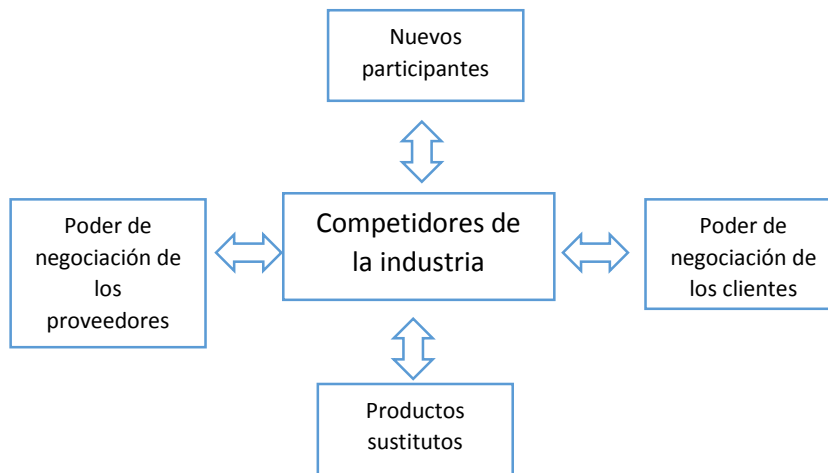 Nuevos
participantes
Poder de
negociación de
los
proveedores
Competidores de
la industria
Poder de
negociación de
los clientes
Productos
sustitutos